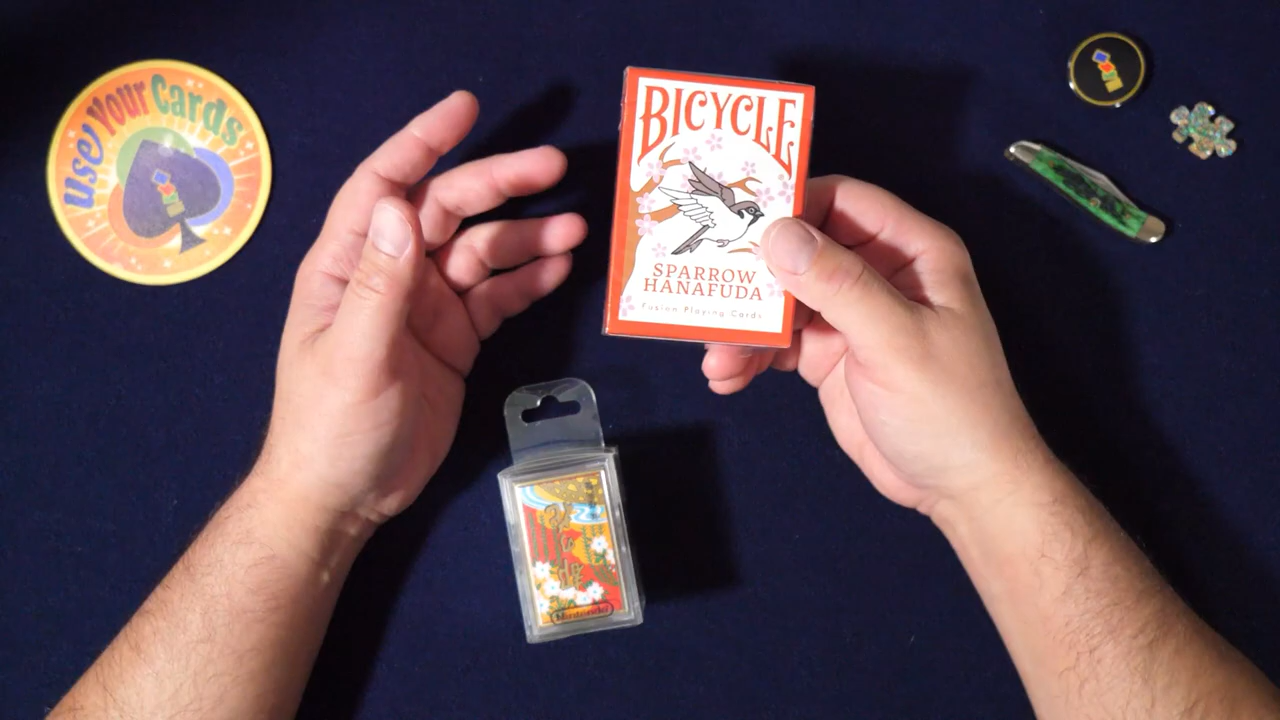 Use Your Cards
BICYCLE
SPARROW
HANAFUDA
Fusion Playing Cards
Nintendo